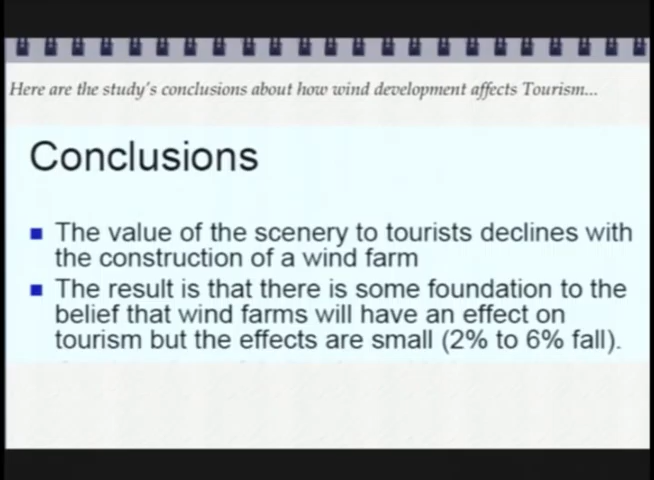 Here are the study's conclusions about how wind development affects Tourism...
Conclusions
The value of the scenery to tourists declines with
the construction of a wind farm
The result is that there is some foundation to the
belief that wind farms will have an effect on
tourism but the effects are small (2% to 6% fall).